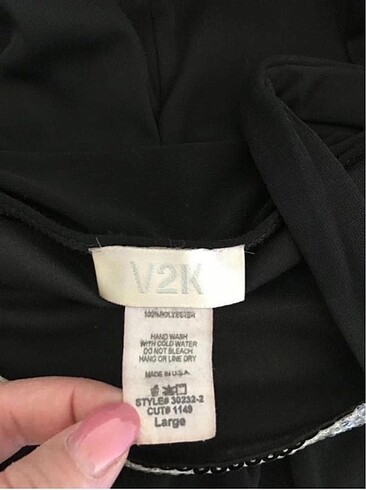 V2K
100% POLYESTER
HAND WASH
WITH COLD WATER
DO NOT BLEACH
HANG OR LINE DRY
MADE IN U.S.A.
STYLE# 30232-2
CUT# 1149
Large